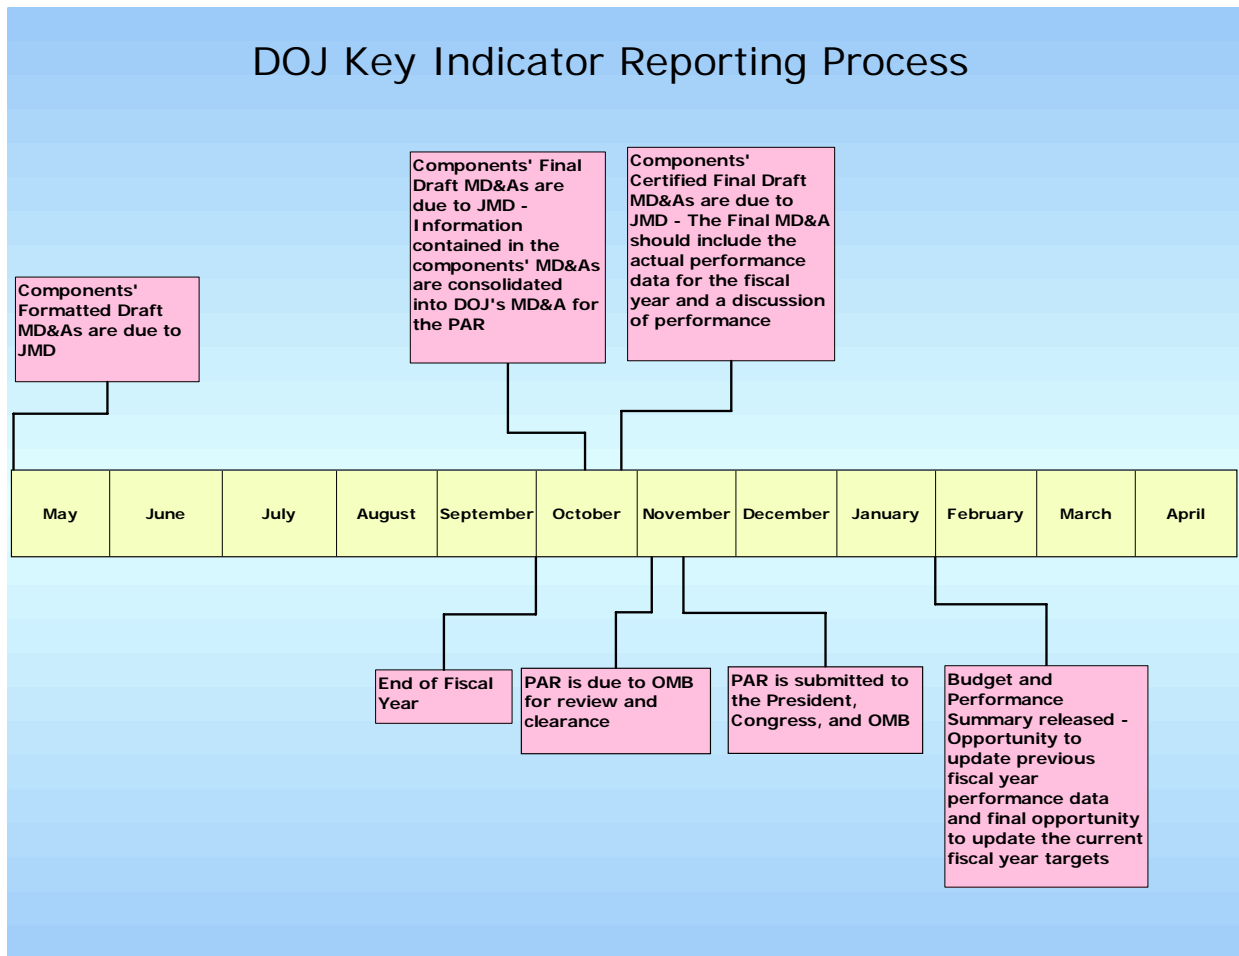 DOJ Key Indicator Reporting Process
Components' Final
Draft MD&As are
due to JMD -
Information
contained in the
components' MD&As
are consolidated
into DOJ's MD&A for
the PAR
Components'
Certified Final Draft
MD&As are due to
JMD - The Final MD&A
should include the
actual performance
data for the fiscal
year and a discussion
of performance
Components'
Formatted Draft
MD&As are due to
JMD
May
June
July
August
September
October
November
December
January
February
March
April
End of Fiscal
Year
PAR is due to OMB
for review and
clearance
PAR is submitted to
the President,
Congress, and OMB
Budget and
Performance
Summary released -
Opportunity to
update previous
fiscal year
performance data
and final opportunity
to update the current
fiscal year targets